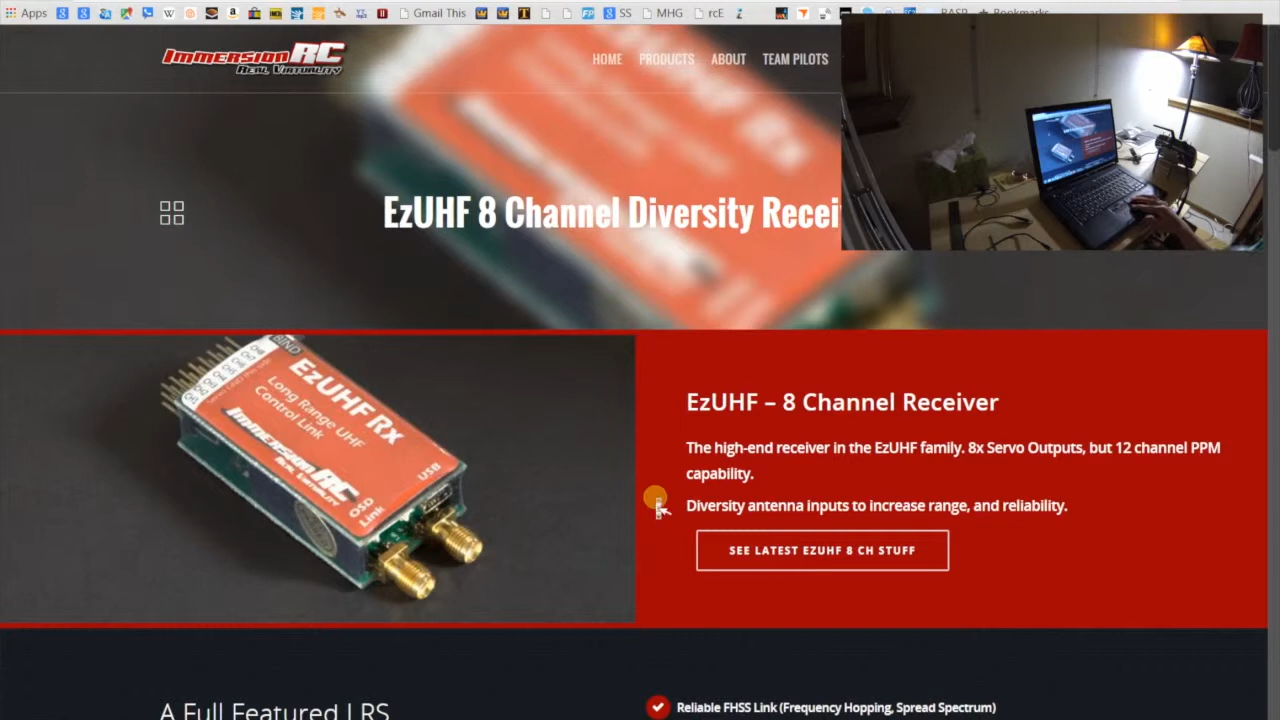 Apps
Gmail This
SS
MHG
rcE
BASP
Bookmarks
ImmersionRC
Real Virtuality
HOME
PRODUCTS
ABOUT
TEAM PILOTS
EzUHF 8 Channel Diversity Recei
BIND
EzUHF Rx
Long Range UHF
Control Link
ImmersionRC
USB
OSD
Link
EzUHF – 8 Channel Receiver
The high-end receiver in the EzUHF family. 8x Servo Outputs, but 12 channel PPM
capability.
Diversity antenna inputs to increase range, and reliability.
SEE LATEST EZUHF 8 CH STUFF
A Full Featured LRS
Reliable FHSS Link (Frequency Hopping, Spread Spectrum)